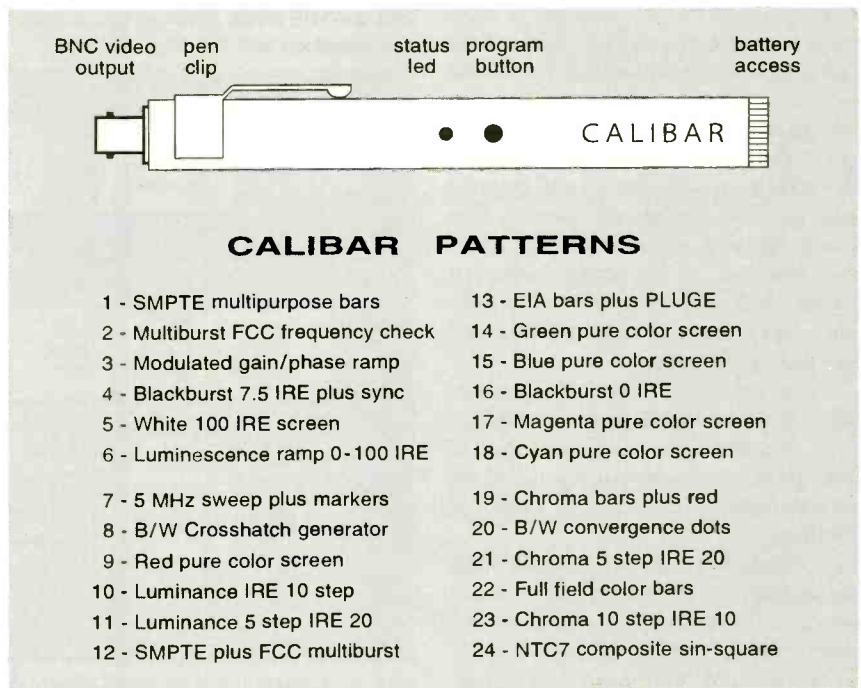 BNC video output
pen clip
status led
program button
battery access
CALIBAR
CALIBAR PATTERNS
1 - SMPTE multipurpose bars
2 - Multiburst FCC frequency check
3 - Modulated gain/phase ramp
4 - Blackburst 7.5 IRE plus sync
5 - White 100 IRE screen
6 - Luminescence ramp 0-100 IRE
7 - 5 MHz sweep plus markers
8 - B/W Crosshatch generator
9 - Red pure color screen
10 - Luminance IRE 10 step
11 - Luminance 5 step IRE 20
12 - SMPTE plus FCC multiburst
13 - EIA bars plus PLUGE
14 - Green pure color screen
15 - Blue pure color screen
16 - Blackburst 0 IRE
17 - Magenta pure color screen
18 - Cyan pure color screen
19 - Chroma bars plus red
20 - B/W convergence dots
21 - Chroma 5 step IRE 20
22 - Full field color bars
23 - Chroma 10 step IRE 10
24 - NTC7 composite sin-square